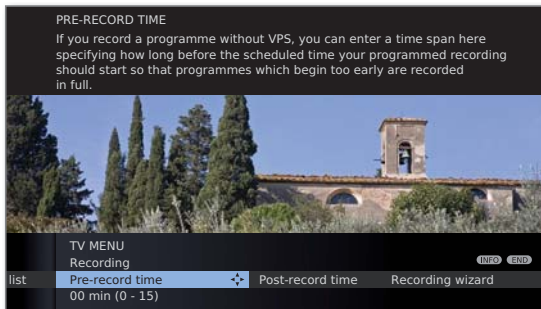 PRE-RECORD TIME
If you record a programme without VPS, you can enter a time span here
specifying how long before the scheduled time your programmed recording
should start so that programmes which begin too early are recorded
in full.
TV MENU
Recording
INFO END
list Pre-record time Post-record time Recording wizard
00 min (0 - 15)